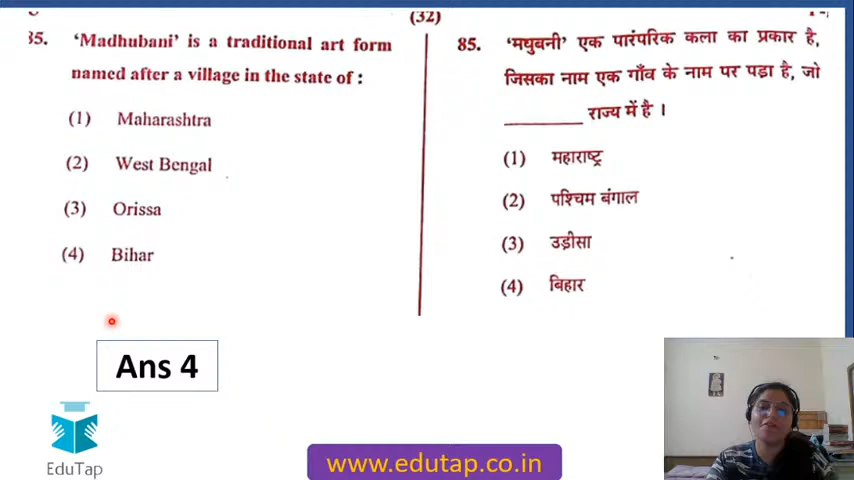 (32)
85. 'Madhubani' is a traditional art form
named after a village in the state of :
(1) Maharashtra
(2) West Bengal
(3) Orissa
(4) Bihar
85. 'मधुबनी' एक पारंपरिक कला का प्रकार है,
जिसका नाम एक गाँव के नाम पर पड़ा है, जो
________ राज्य में है ।
(1) महाराष्ट्र
(2) पश्चिम बंगाल
(3) उड़ीसा
(4) बिहार
Ans 4
EduTap
www.edutap.co.in